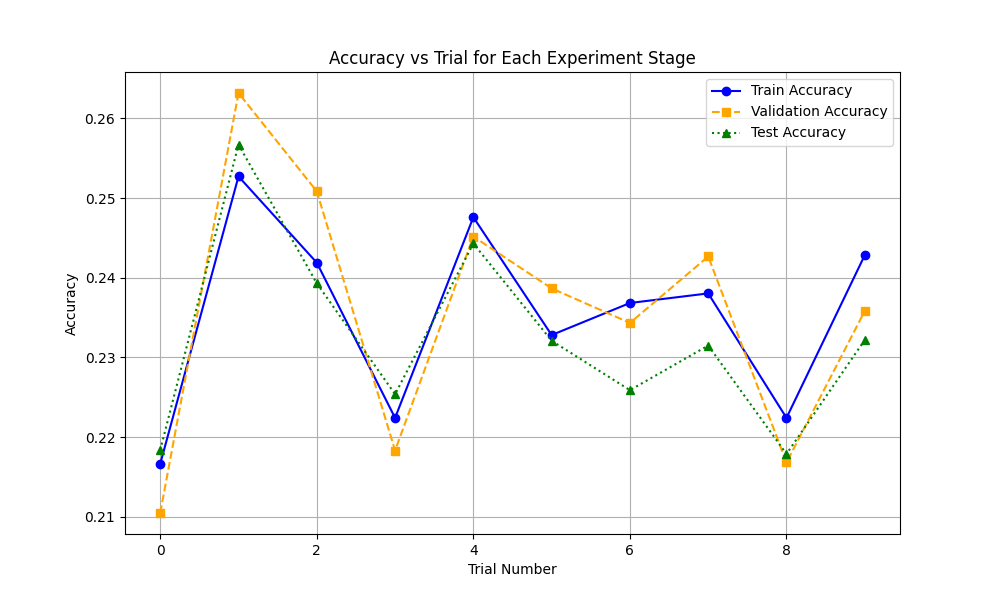 Accuracy vs Trial for Each Experiment Stage
Train Accuracy
Validation Accuracy
Test Accuracy
Accuracy
0.26
0.25
0.24
0.23
0.22
0.21
0 2 4 6 8
Trial Number